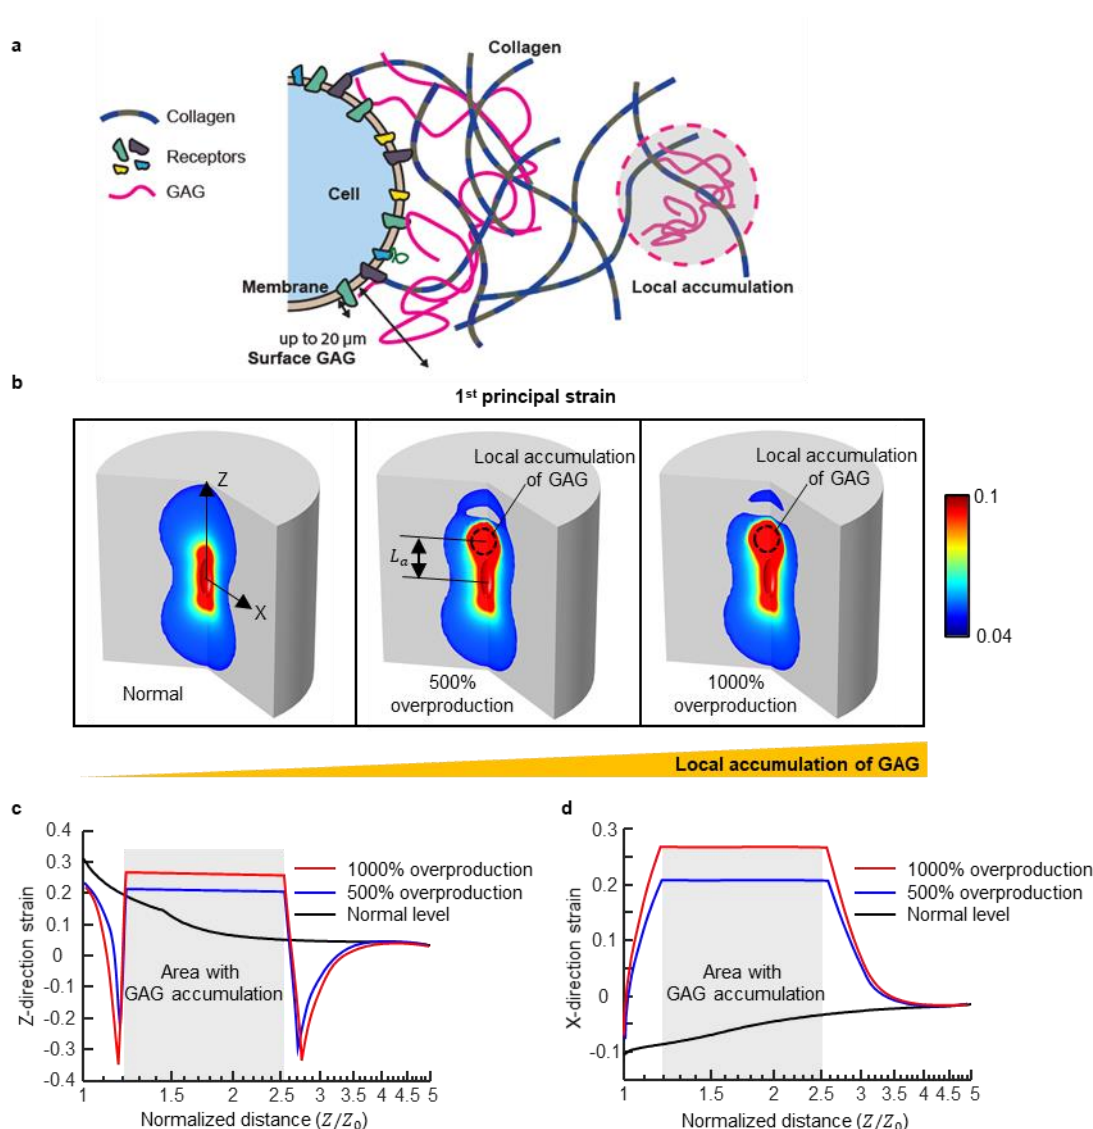 a
Collagen
Collagen
Receptors
GAG
Cell
Membrane
Local accumulation
up to 20 µm
Surface GAG
b
1st principal strain
Z
X
Normal
Local accumulation
of GAG
Lₐ
500%
overproduction
Local accumulation
of GAG
1000%
overproduction
0.1
0.04
Local accumulation of GAG
c
0.4
0.3
0.2
0.1
0
-0.1
-0.2
-0.3
-0.4
Z-direction strain
1000% overproduction
500% overproduction
Normal level
Area with
GAG accumulation
1 1.5 2 2.5 3 3.5 4 4.5 5
Normalized distance (Z/Z₀)
d
0.3
0.2
0.1
0
-0.1
X-direction strain
1000% overproduction
500% overproduction
Normal level
Area with
GAG accumulation
1 1.5 2 2.5 3 3.5 4 4.5 5
Normalized distance (Z/Z₀)